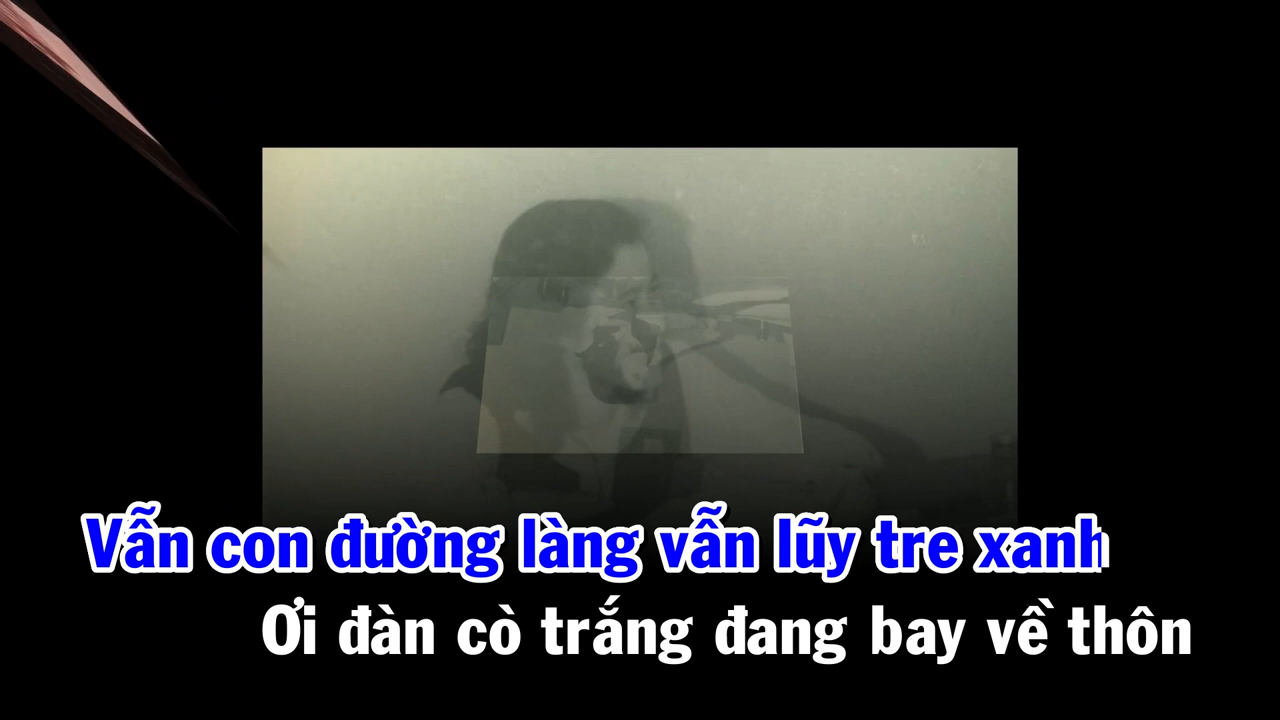 Vẫn con đường làng vẫn lũy tre xanh
Ơi đàn cò trắng đang bay về thôn